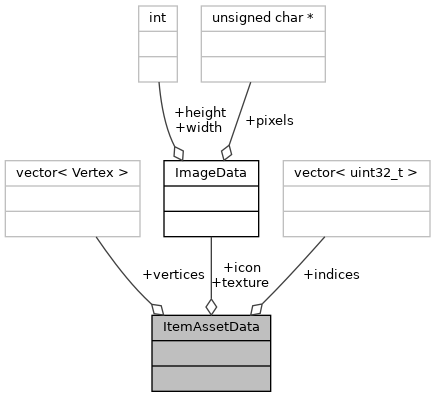 int
unsigned char *
+height
+width
+pixels
vector< Vertex >
ImageData
vector< uint32_t >
+vertices
+icon
+texture
+indices
ItemAssetData